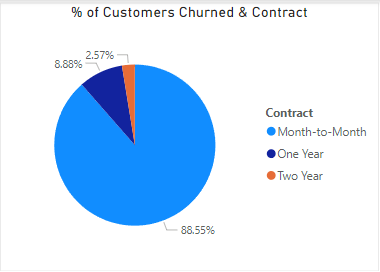 % of Customers Churned & Contract
2.57%
8.88%
Contract
Month-to-Month
One Year
Two Year
88.55%